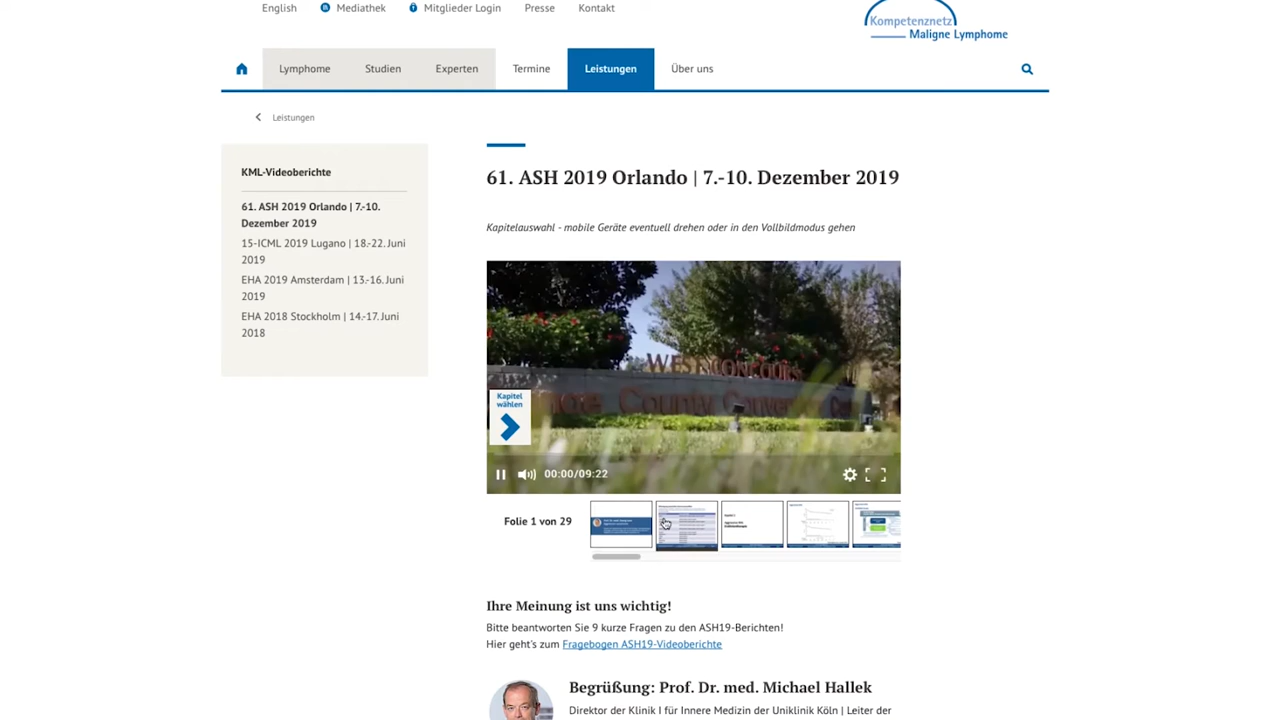 English Mediathek Mitglieder Login Presse Kontakt
Kompetenznetz
Maligne Lymphome
Lymphome Studien Experten Termine Leistungen Über uns
Leistungen
KML-Videoberichte
61. ASH 2019 Orlando | 7.-10.
Dezember 2019
15-ICML 2019 Lugano | 18.-22. Juni
2019
EHA 2019 Amsterdam | 13.-16. Juni
2019
EHA 2018 Stockholm | 14.-17. Juni
2018
61. ASH 2019 Orlando | 7.-10. Dezember 2019
Kapitelauswahl - mobile Geräte eventuell drehen oder in den Vollbildmodus gehen
County
Kapitel
wählen
00:00/09:22
Folie 1 von 29
Ihre Meinung ist uns wichtig!
Bitte beantworten Sie 9 kurze Fragen zu den ASH19-Berichten!
Hier geht's zum Fragebogen ASH19-Videoberichte
Begrüßung: Prof. Dr. med. Michael Hallek
Direktor der Klinik I für Innere Medizin der Uniklinik Köln | Leiter der